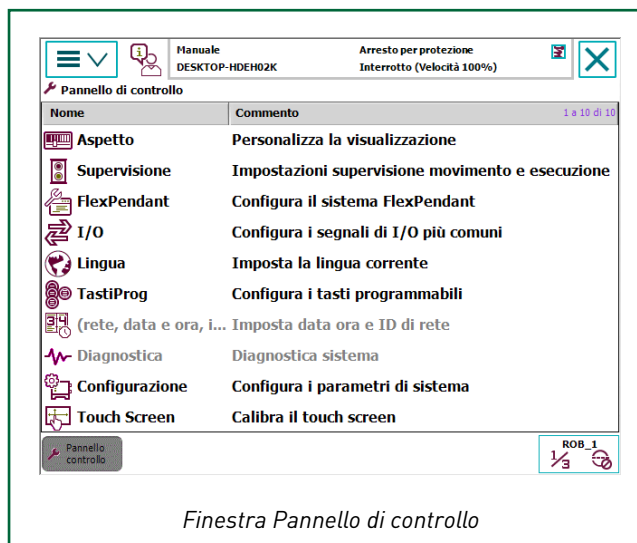 Manuale
DESKTOP-HDEH02K
Arresto per protezione
Interrotto (Velocità 100%)
Pannello di controllo
Nome Commento 1 a 10 di 10
Aspetto Personalizza la visualizzazione
Supervisione Impostazioni supervisione movimento e esecuzione
FlexPendant Configura il sistema FlexPendant
I/O Configura i segnali di I/O più comuni
Lingua Imposta la lingua corrente
TastiProg Configura i tasti programmabili
(rete, data e ora, i... Imposta data ora e ID di rete
Diagnostica Diagnostica sistema
Configurazione Configura i parametri di sistema
Touch Screen Calibra il touch screen
Pannello
controllo
ROB_1
1/3
Finestra Pannello di controllo